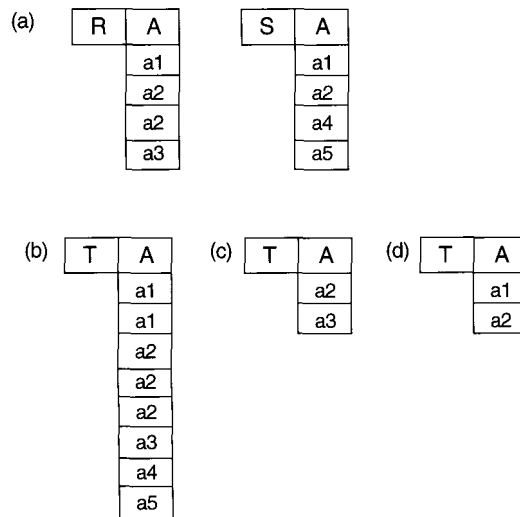 (a) R A S A
a1 a1
a2 a2
a2 a4
a3 a5
(b) T A (c) T A (d) T A
a1 a2 a1
a1 a3 a2
a2
a2
a2
a3
a4
a5